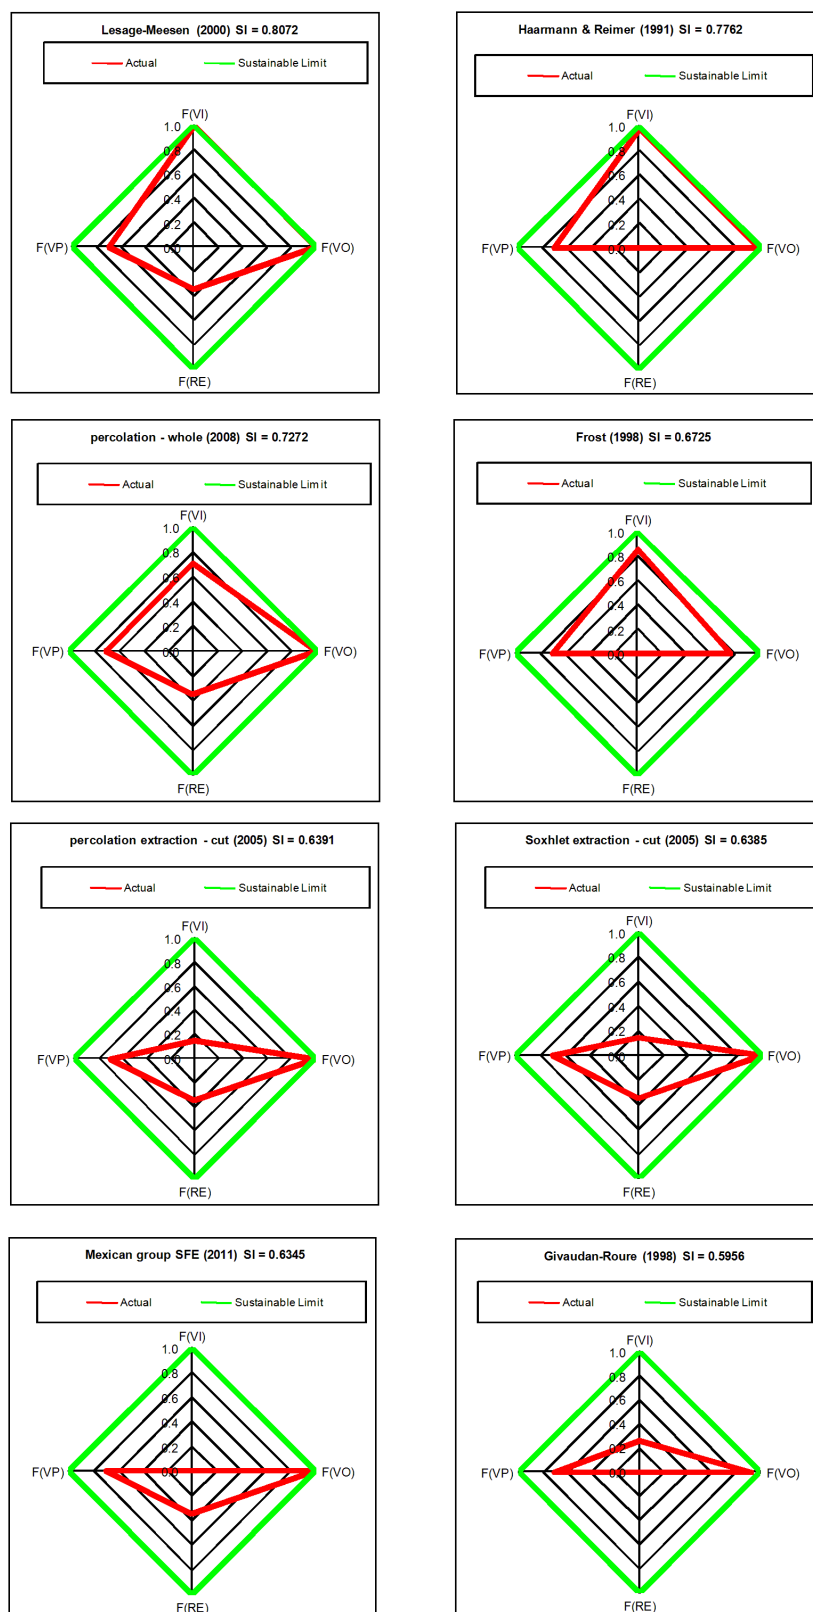 Lesage-Meesen (2000) SI = 0.8072
Actual Sustainable Limit
F(VI)
1.0
0.8
0.6
0.4
0.2
F(VP) 0.0 F(VO)
F(RE)
Haarmann & Reimer (1991) SI = 0.7762
Actual Sustainable Limit
F(VI)
1.0
0.8
0.6
0.4
0.2
F(VP) 0.0 F(VO)
F(RE)
percolation - whole (2008) SI = 0.7272
Actual Sustainable Limit
F(VI)
1.0
0.8
0.6
0.4
0.2
F(VP) 0.0 F(VO)
F(RE)
Frost (1998) SI = 0.6725
Actual Sustainable Limit
F(VI)
1.0
0.8
0.6
0.4
0.2
F(VP) 0.0 F(VO)
F(RE)
percolation extraction - cut (2005) SI = 0.6391
Actual Sustainable Limit
F(VI)
1.0
0.8
0.6
0.4
0.2
F(VP) 0.0 F(VO)
F(RE)
Soxhlet extraction - cut (2005) SI = 0.6385
Actual Sustainable Limit
F(VI)
1.0
0.8
0.6
0.4
0.2
F(VP) 0.0 F(VO)
F(RE)
Mexican group SFE (2011) SI = 0.6345
Actual Sustainable Limit
F(VI)
1.0
0.8
0.6
0.4
0.2
F(VP) 0.0 F(VO)
F(RE)
Givaudan-Roure (1998) SI = 0.5956
Actual Sustainable Limit
F(VI)
1.0
0.8
0.6
0.4
0.2
F(VP) 0.0 F(VO)
F(RE)